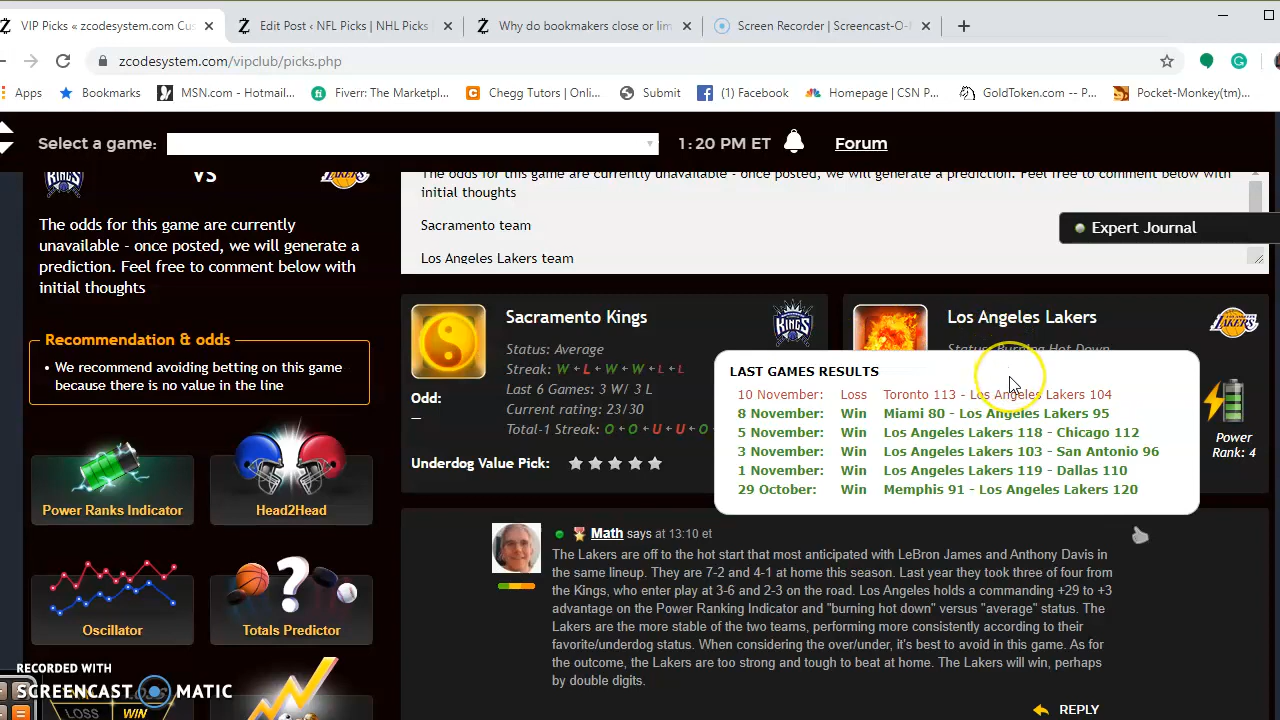 VIP Picks « zcodesystem.com Cus
Edit Post ‹ NFL Picks | NHL Picks
Why do bookmakers close or lim
Screen Recorder | Screencast-O-
zcodesystem.com/vipclub/picks.php
Apps
Bookmarks
MSN.com - Hotmail...
Fiverr: The Marketpl...
Chegg Tutors | Onli...
Submit
(1) Facebook
Homepage | CSN P...
GoldToken.com -- P...
Pocket-Monkey(tm)...
Select a game:
1:20 PM ET
Forum
KINGS
VS
LAKERS
The odds for this game are currently
unavailable - once posted, we will generate a
prediction. Feel free to comment below with
initial thoughts
The odds for this game are currently unavailable - once posted, we will generate a prediction. Feel free to comment below with
initial thoughts
Sacramento team
Los Angeles Lakers team
Expert Journal
Recommendation & odds
• We recommend avoiding betting on this game
because there is no value in the line
Odd:
—
Sacramento Kings
KINGS
Status: Average
Streak: W ← L ← W ← W ← L ← L
Last 6 Games: 3 W/ 3 L
Current rating: 23/30
Total-1 Streak: O ← O ← U ← U ← O
Underdog Value Pick:
Los Angeles Lakers
LAKERS
Status: Burning Hot Down
Power
Rank: 4
LAST GAMES RESULTS
10 November: Loss Toronto 113 - Los Angeles Lakers 104
8 November: Win Miami 80 - Los Angeles Lakers 95
5 November: Win Los Angeles Lakers 118 - Chicago 112
3 November: Win Los Angeles Lakers 103 - San Antonio 96
1 November: Win Los Angeles Lakers 119 - Dallas 110
29 October: Win Memphis 91 - Los Angeles Lakers 120
Power Ranks Indicator
Head2Head
Oscillator
Totals Predictor
LOSS
WIN
Math says at 13:10 et
The Lakers are off to the hot start that most anticipated with LeBron James and Anthony Davis in
the same lineup. They are 7-2 and 4-1 at home this season. Last year they took three of four from
the Kings, who enter play at 3-6 and 2-3 on the road. Los Angeles holds a commanding +29 to +3
advantage on the Power Ranking Indicator and "burning hot down" versus "average" status. The
Lakers are the more stable of the two teams, performing more consistently according to their
favorite/underdog status. When considering the over/under, it's best to avoid in this game. As for
the outcome, the Lakers are too strong and tough to beat at home. The Lakers will win, perhaps
by double digits.
REPLY
RECORDED WITH
SCREENCAST MATIC